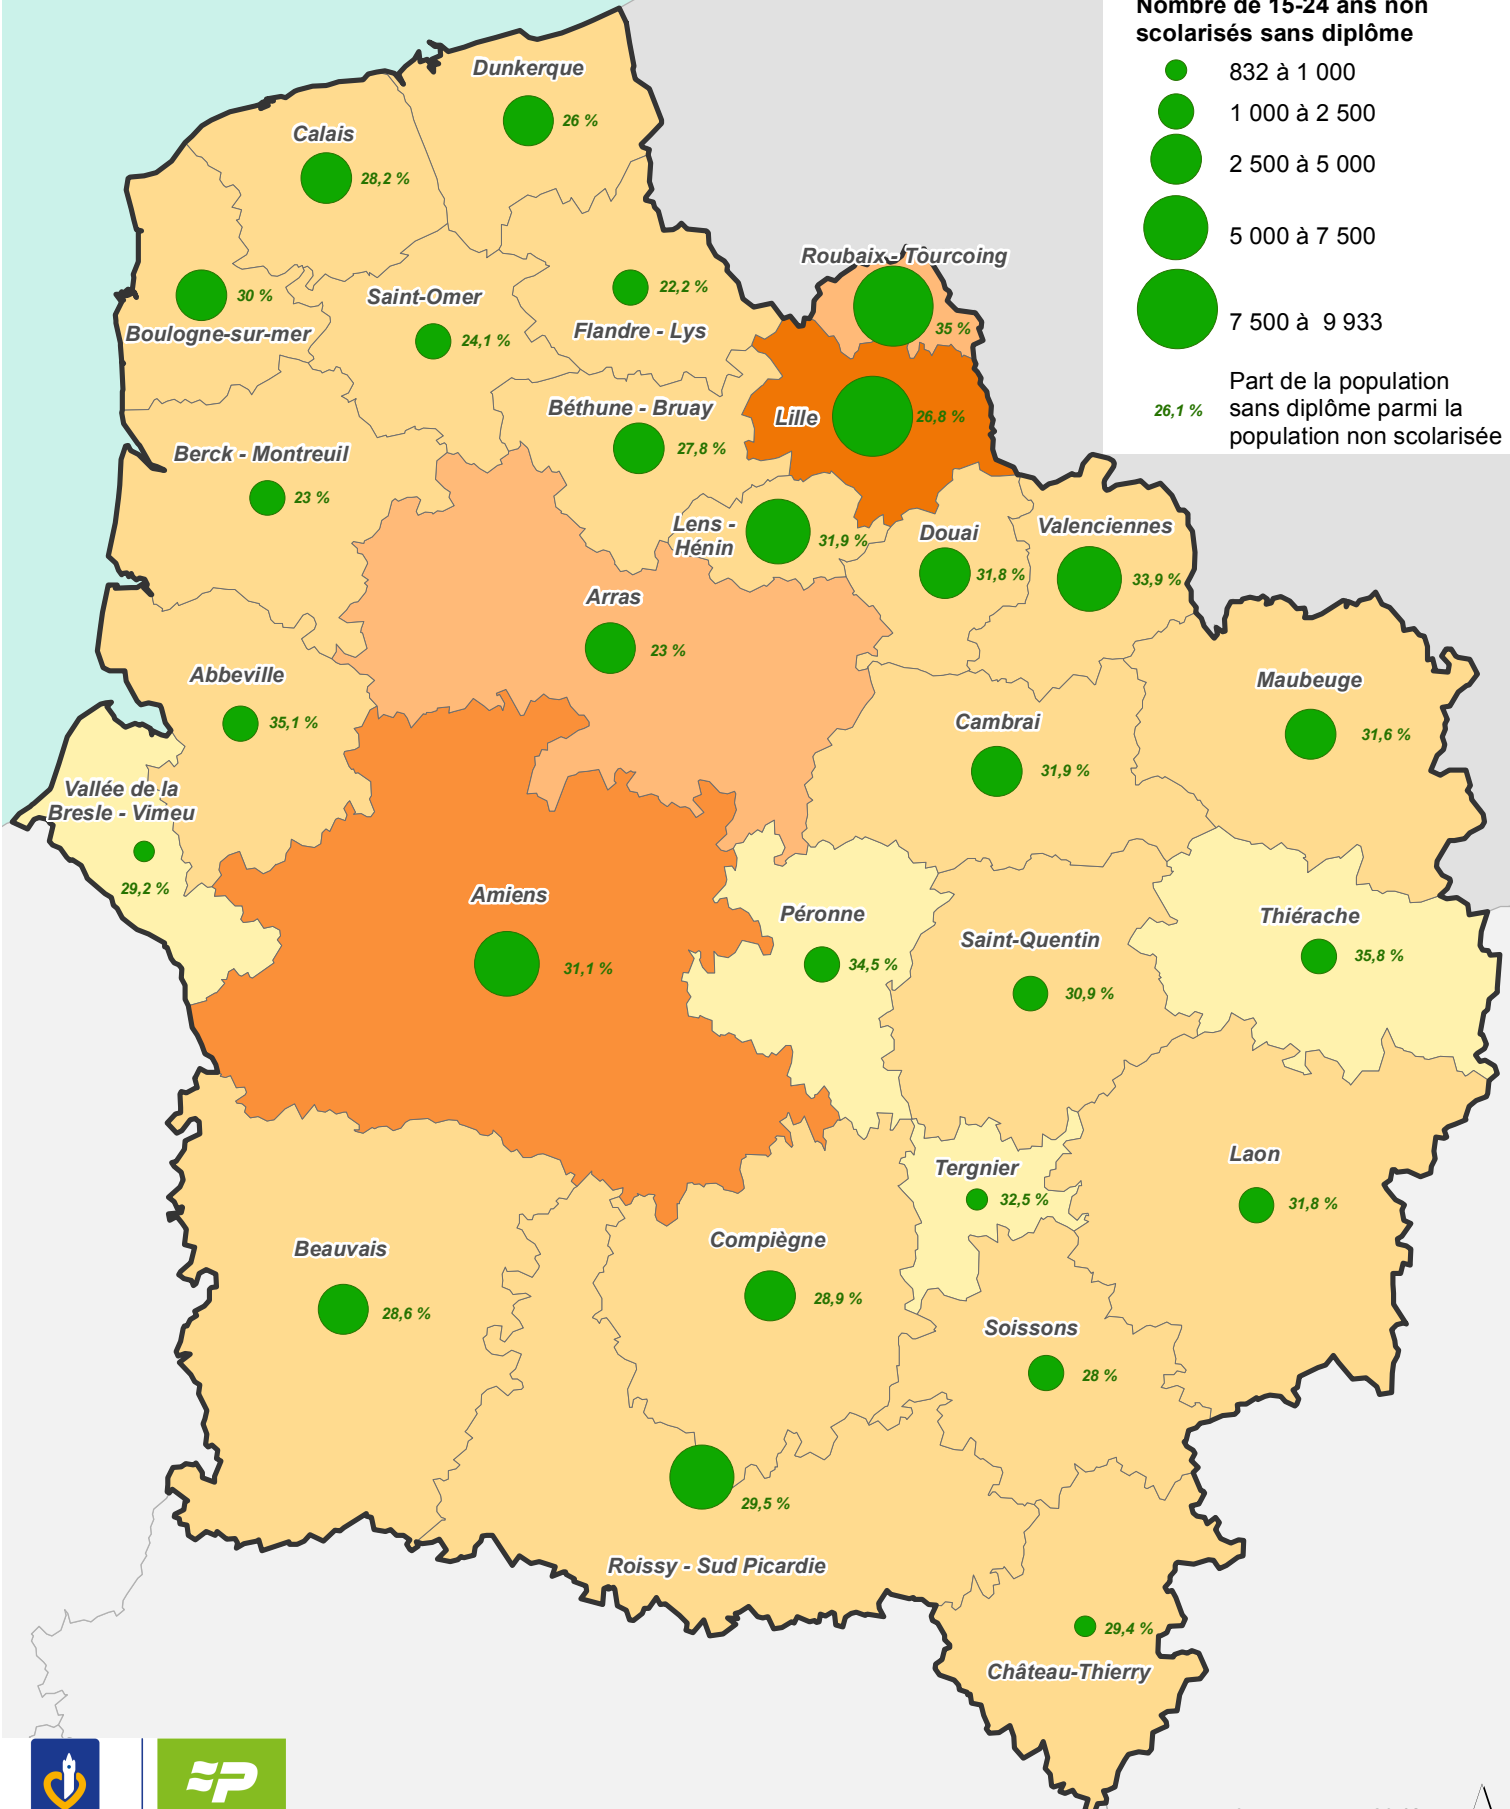 Nombre de 15-24 ans non
scolarisés sans diplôme
832 à 1 000
1 000 à 2 500
2 500 à 5 000
5 000 à 7 500
7 500 à 9 933
26,1 %
Part de la population
sans diplôme parmi la
population non scolarisée
Dunkerque
26 %
Calais
28,2 %
Roubaix - Tourcoing
35 %
Boulogne-sur-mer
30 %
Saint-Omer
24,1 %
Flandre - Lys
22,2 %
Lille
26,8 %
Béthune - Bruay
27,8 %
Berck - Montreuil
23 %
Lens -
Hénin
31,9 %
Douai
31,8 %
Valenciennes
33,9 %
Arras
23 %
Abbeville
35,1 %
Cambrai
31,9 %
Maubeuge
31,6 %
Vallée de la
Bresle - Vimeu
29,2 %
Amiens
31,1 %
Péronne
34,5 %
Saint-Quentin
30,9 %
Thiérache
35,8 %
Tergnier
32,5 %
Laon
31,8 %
Beauvais
28,6 %
Compiègne
28,9 %
Soissons
28 %
29,5 %
Roissy - Sud Picardie
29,4 %
Château-Thierry